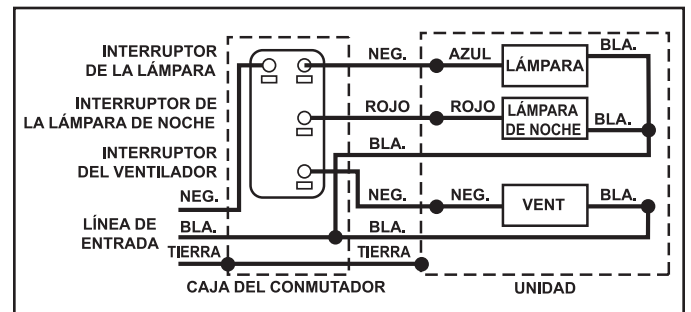 INTERRUPTOR
DE LA LÁMPARA
NEG.
AZUL
LÁMPARA
BLA.
INTERRUPTOR DE
LA LÁMPARA DE NOCHE
ROJO
ROJO
LÁMPARA
DE NOCHE
BLA.
BLA.
INTERRUPTOR
DEL VENTILADOR
NEG.
NEG.
NEG.
VENT
BLA.
LÍNEA DE
ENTRADA
BLA.
BLA.
TIERRA
TIERRA
CAJA DEL CONMUTADOR
UNIDAD